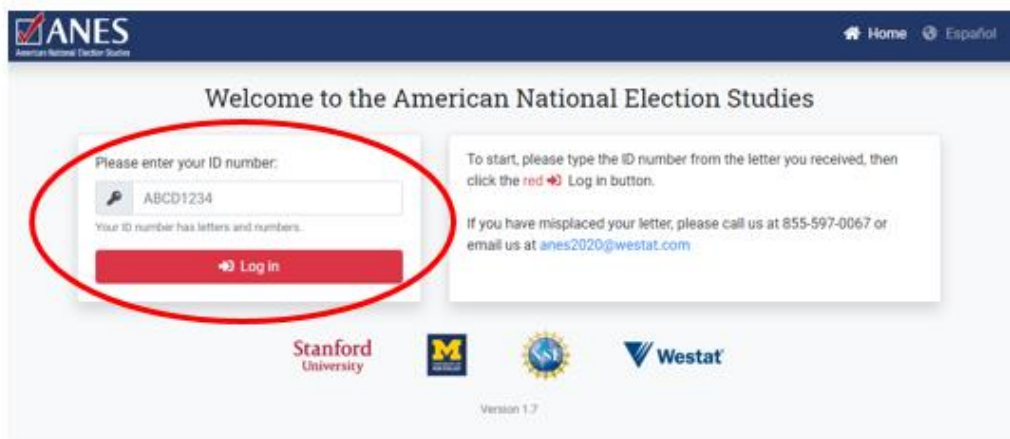 ANES
American National Election Studies
Home Español
Welcome to the American National Election Studies
Please enter your ID number:
ABCD1234
Your ID number has letters and numbers.
Log in
To start, please type the ID number from the letter you received, then
click the red Log in button.
If you have misplaced your letter, please call us at 855-597-0067 or
email us at anes2020@westat.com
Stanford
University
M
NSF
Westat
Version 1.7